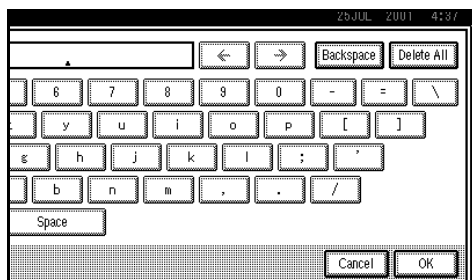 25JUL 2001 4:37
← → Backspace Delete All
6 7 8 9 0 - = \
y u i o p [ ]
g h j k l ; '
b n m , . /
Space
Cancel OK